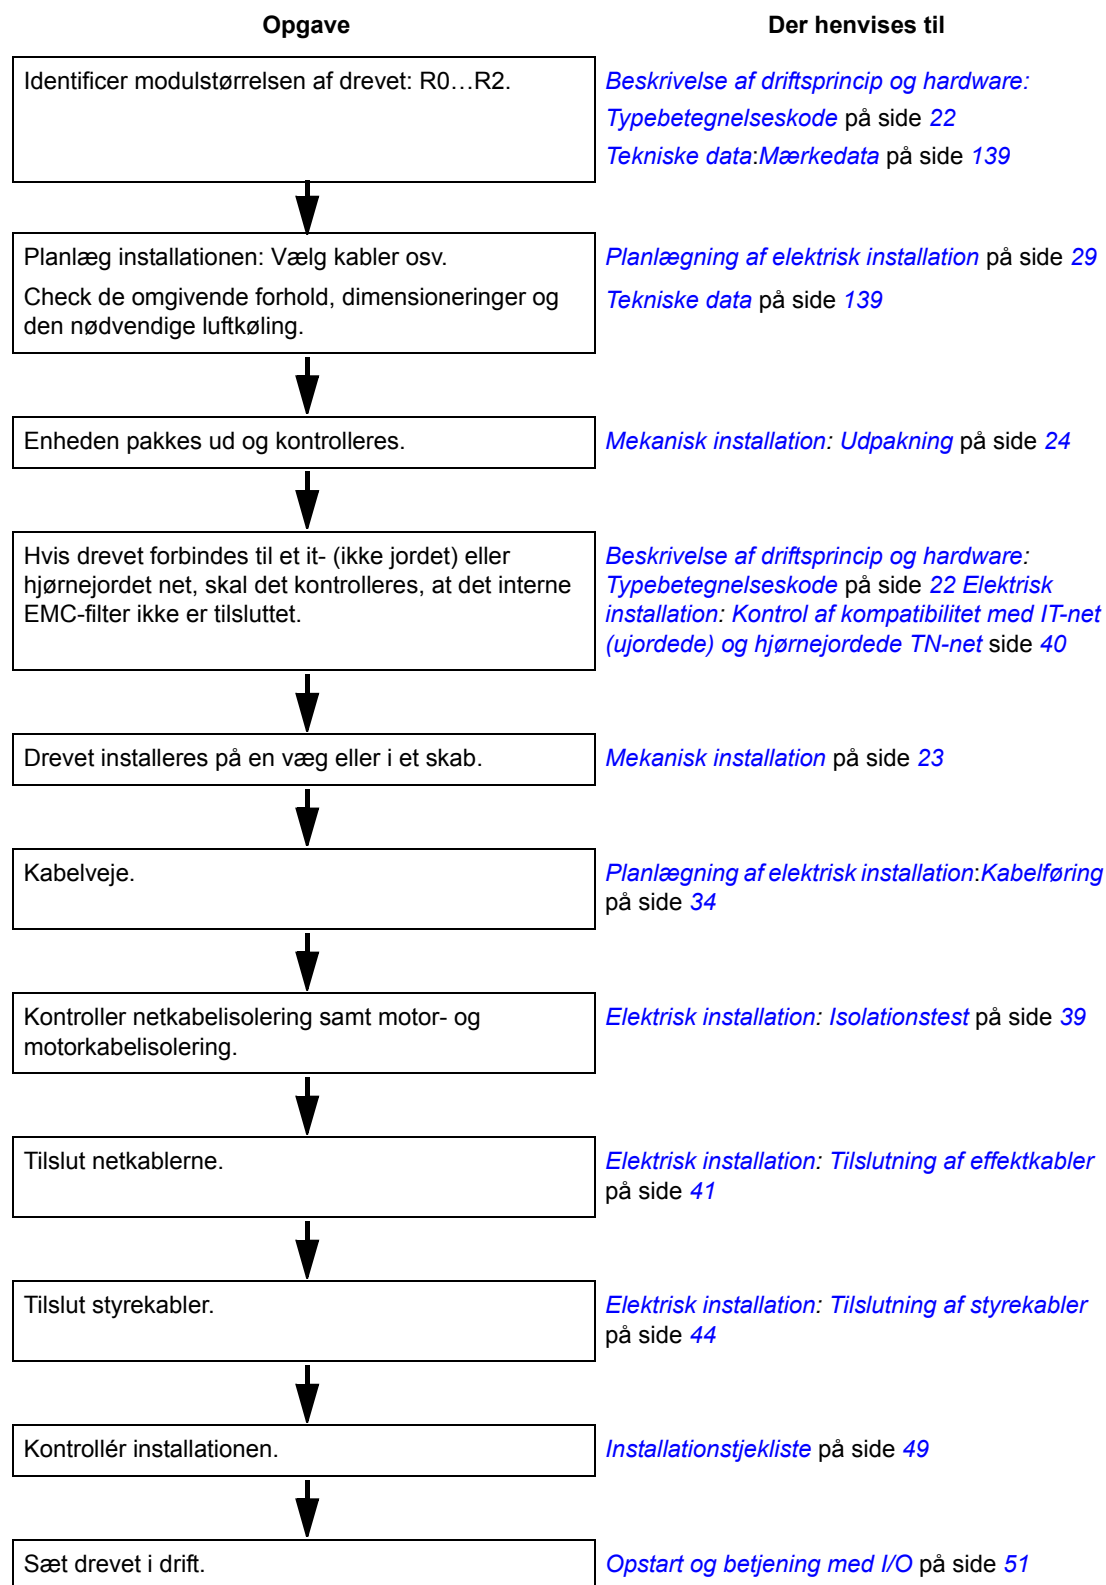 Opgave
Der henvises til
Identificer modulstørrelsen af drevet: R0…R2.
Beskrivelse af driftsprincip og hardware:
Typebetegnelseskode på side 22
Tekniske data:Mærkedata på side 139
Planlæg installationen: Vælg kabler osv.
Check de omgivende forhold, dimensioneringer og
den nødvendige luftkøling.
Planlægning af elektrisk installation på side 29
Tekniske data på side 139
Enheden pakkes ud og kontrolleres.
Mekanisk installation: Udpakning på side 24
Hvis drevet forbindes til et it- (ikke jordet) eller
hjørnejordet net, skal det kontrolleres, at det interne
EMC-filter ikke er tilsluttet.
Beskrivelse af driftsprincip og hardware:
Typebetegnelseskode på side 22 Elektrisk
installation: Kontrol af kompatibilitet med IT-net
(ujordede) og hjørnejordede TN-net side 40
Drevet installeres på en væg eller i et skab.
Mekanisk installation på side 23
Kabelveje.
Planlægning af elektrisk installation:Kabelføring
på side 34
Kontroller netkabelisolering samt motor- og
motorkabelisolering.
Elektrisk installation: Isolationstest på side 39
Tilslut netkablerne.
Elektrisk installation: Tilslutning af effektkabler
på side 41
Tilslut styrekabler.
Elektrisk installation: Tilslutning af styrekabler
på side 44
Kontrollér installationen.
Installationstjekliste på side 49
Sæt drevet i drift.
Opstart og betjening med I/O på side 51